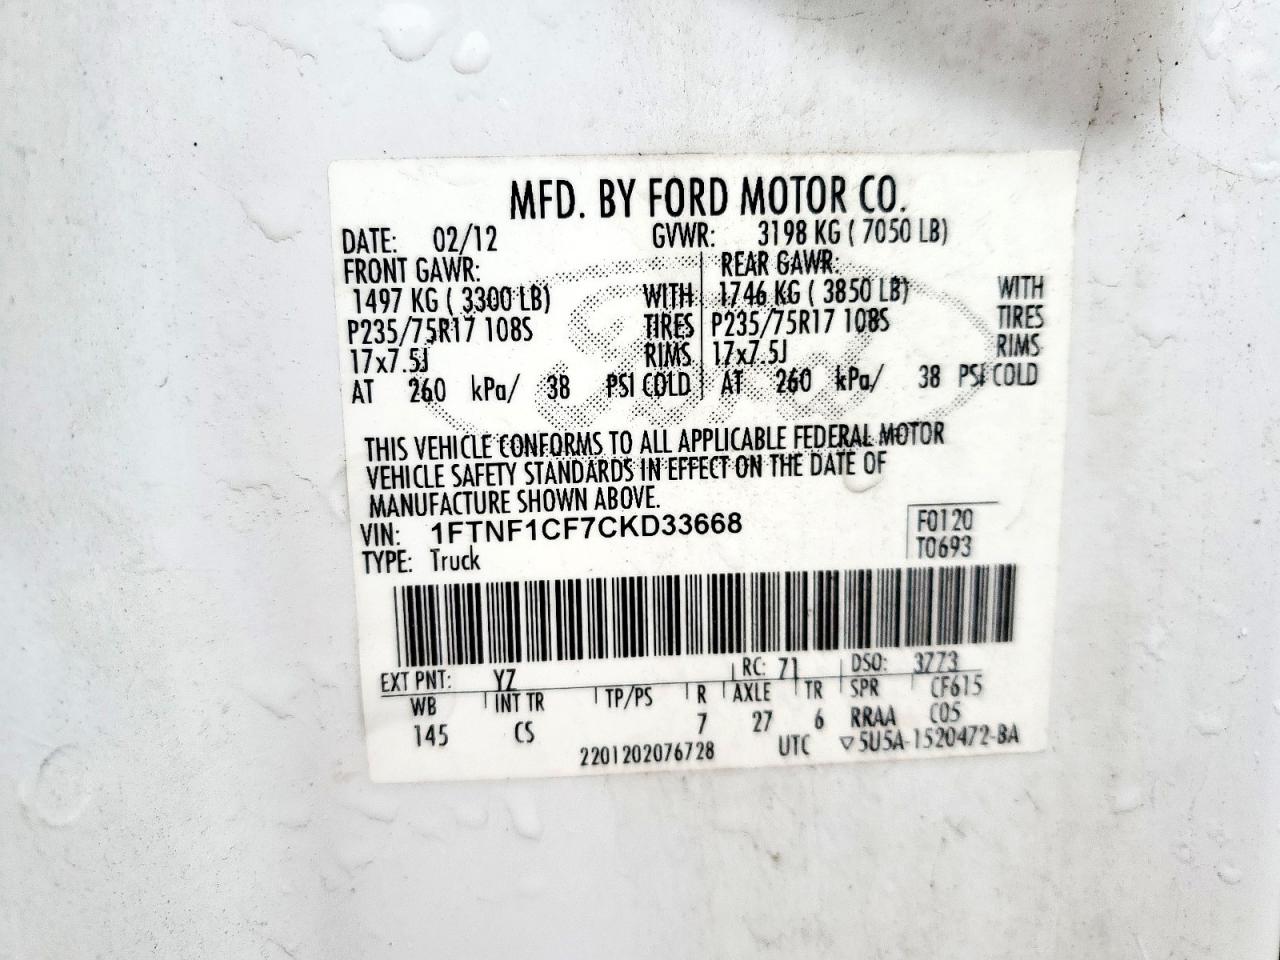 MFD. BY FORD MOTOR CO.
DATE: 02/12 GVWR: 3198 KG ( 7050 LB)
FRONT GAWR: REAR GAWR:
1497 KG ( 3300 LB) WITH 1746 KG ( 3850 LB) WITH
P235/75R17 108S TIRES P235/75R17 108S TIRES
17x7.5J RIMS 17x7.5J RIMS
AT 260 kPa/ 38 PSI COLD AT 260 kPa/ 38 PSI COLD
THIS VEHICLE CONFORMS TO ALL APPLICABLE FEDERAL MOTOR
VEHICLE SAFETY STANDARDS IN EFFECT ON THE DATE OF
MANUFACTURE SHOWN ABOVE.
VIN: 1FTNF1CF7CKD33668 F0120
TYPE: Truck T0693
EXT PNT: YZ RC: 71 DSO: 3773
WB INT TR TP/PS R AXLE TR SPR CF615
145 CS 7 27 6 RRAA C05
2201202076728 UTC ▽5U5A-1520472-BA
Ford